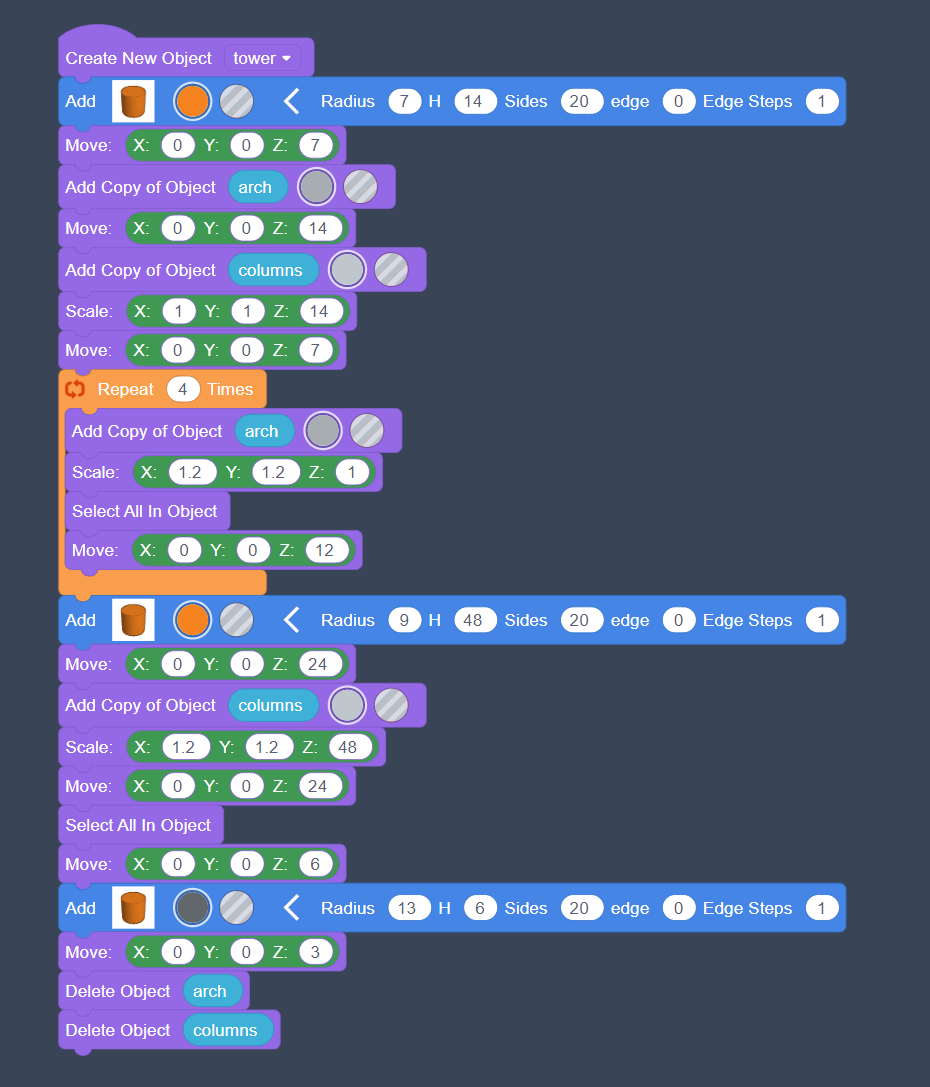 Create New Object tower
Add Radius 7 H 14 Sides 20 edge 0 Edge Steps 1
Move: X: 0 Y: 0 Z: 7
Add Copy of Object arch
Move: X: 0 Y: 0 Z: 14
Add Copy of Object columns
Scale: X: 1 Y: 1 Z: 14
Move: X: 0 Y: 0 Z: 7
Repeat 4 Times
Add Copy of Object arch
Scale: X: 1.2 Y: 1.2 Z: 1
Select All In Object
Move: X: 0 Y: 0 Z: 12
Add Radius 9 H 48 Sides 20 edge 0 Edge Steps 1
Move: X: 0 Y: 0 Z: 24
Add Copy of Object columns
Scale: X: 1.2 Y: 1.2 Z: 48
Move: X: 0 Y: 0 Z: 24
Select All In Object
Move: X: 0 Y: 0 Z: 6
Add Radius 13 H 6 Sides 20 edge 0 Edge Steps 1
Move: X: 0 Y: 0 Z: 3
Delete Object arch
Delete Object columns